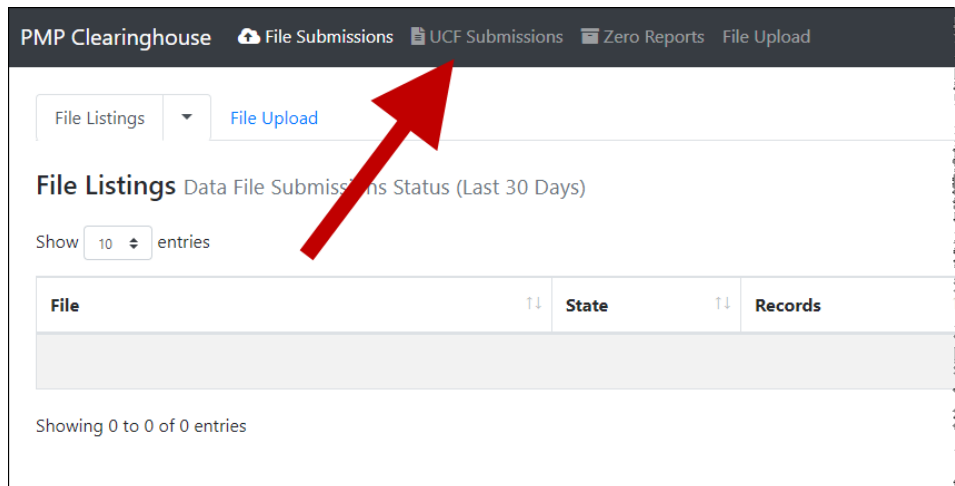 PMP Clearinghouse File Submissions UCF Submissions Zero Reports File Upload
File Listings File Upload
File Listings Data File Submissions Status (Last 30 Days)
Show 10 entries
File State Records
Showing 0 to 0 of 0 entries